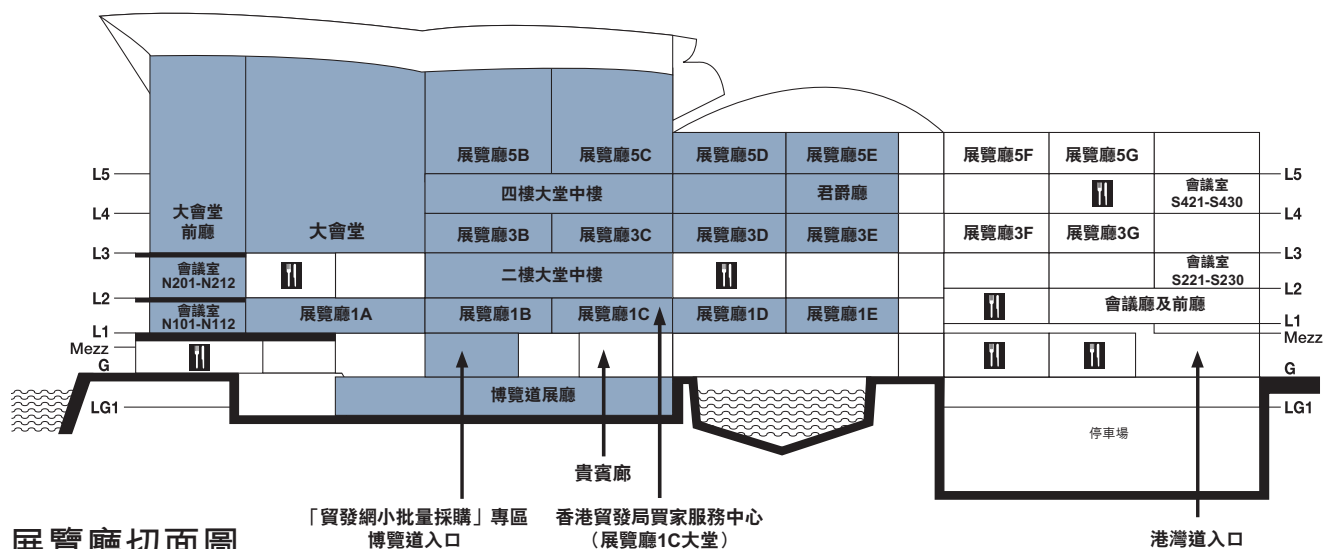 展覽廳5B
展覽廳5C
展覽廳5D
展覽廳5E
展覽廳5F
展覽廳5G
L5
L5
四樓大堂中樓
君爵廳
會議室
S421-S430
L4
L4
大會堂
前廳
大會堂
展覽廳3B
展覽廳3C
展覽廳3D
展覽廳3E
展覽廳3F
展覽廳3G
L3
L3
會議室
N201-N212
二樓大堂中樓
會議室
S221-S230
L2
L2
會議室
N101-N112
展覽廳1A
展覽廳1B
展覽廳1C
展覽廳1D
展覽廳1E
會議廳及前廳
L1
L1
Mezz
Mezz
G
G
博覽道展廳
LG1
LG1
停車場
貴賓廊
「貿發網小批量採購」專區
博覽道入口
香港貿發局買家服務中心
（展覽廳1C大堂）
港灣道入口
展覽廳切面圖